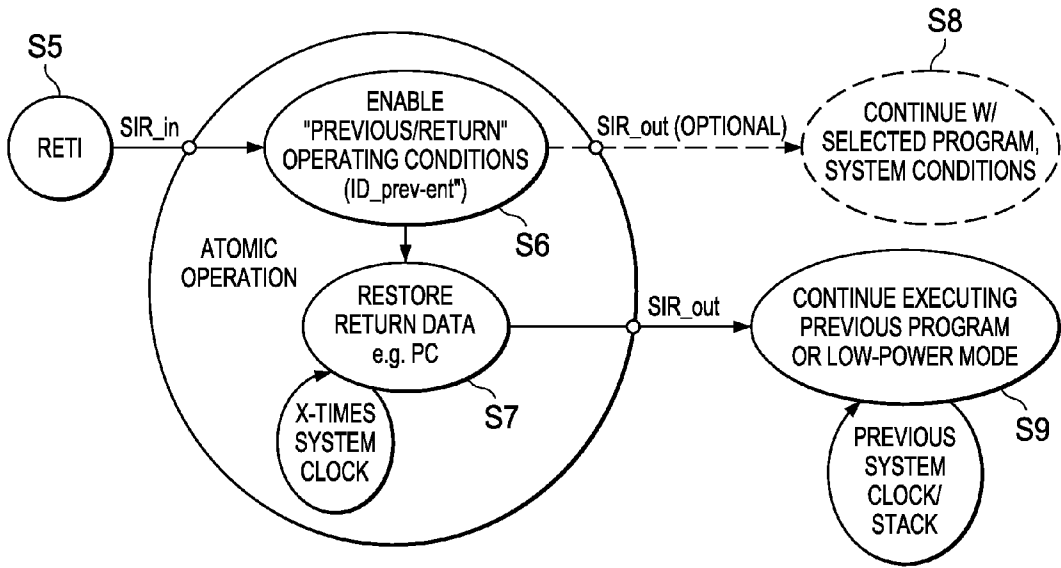 S5
RETI
SIR_in
ENABLE
"PREVIOUS/RETURN"
OPERATING CONDITIONS
(ID_prev-ent")
S6
SIR_out (OPTIONAL)
S8
CONTINUE W/
SELECTED PROGRAM,
SYSTEM CONDITIONS
ATOMIC
OPERATION
RESTORE
RETURN DATA
e.g. PC
S7
X-TIMES
SYSTEM
CLOCK
SIR_out
CONTINUE EXECUTING
PREVIOUS PROGRAM
OR LOW-POWER MODE
S9
PREVIOUS
SYSTEM
CLOCK/
STACK